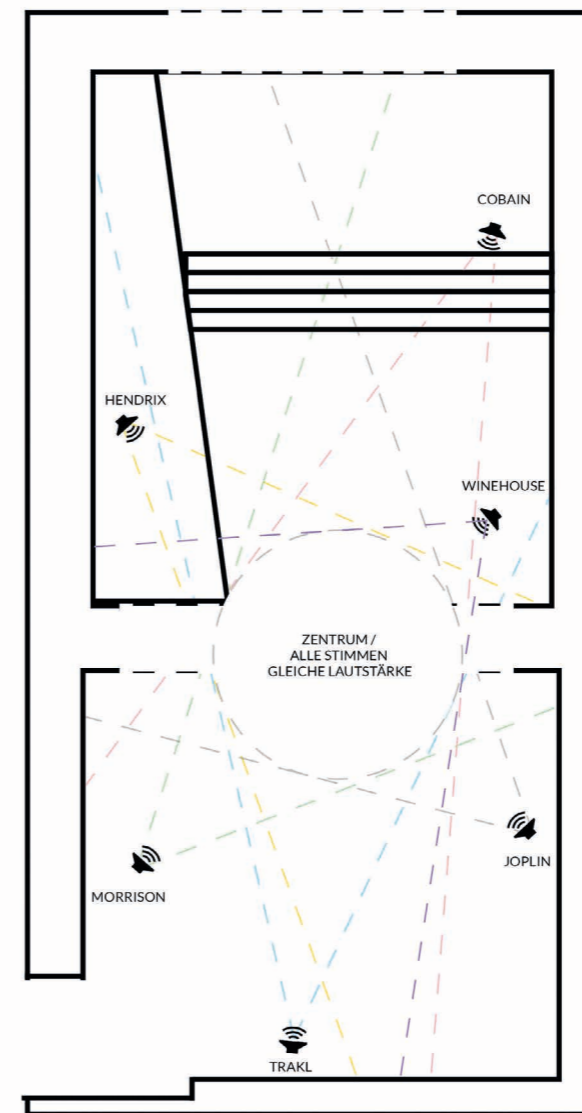 COBAIN
HENDRIX
WINEHOUSE
ZENTRUM /
ALLE STIMMEN
GLEICHE LAUTSTÄRKE
JOPLIN
MORRISON
TRAKL